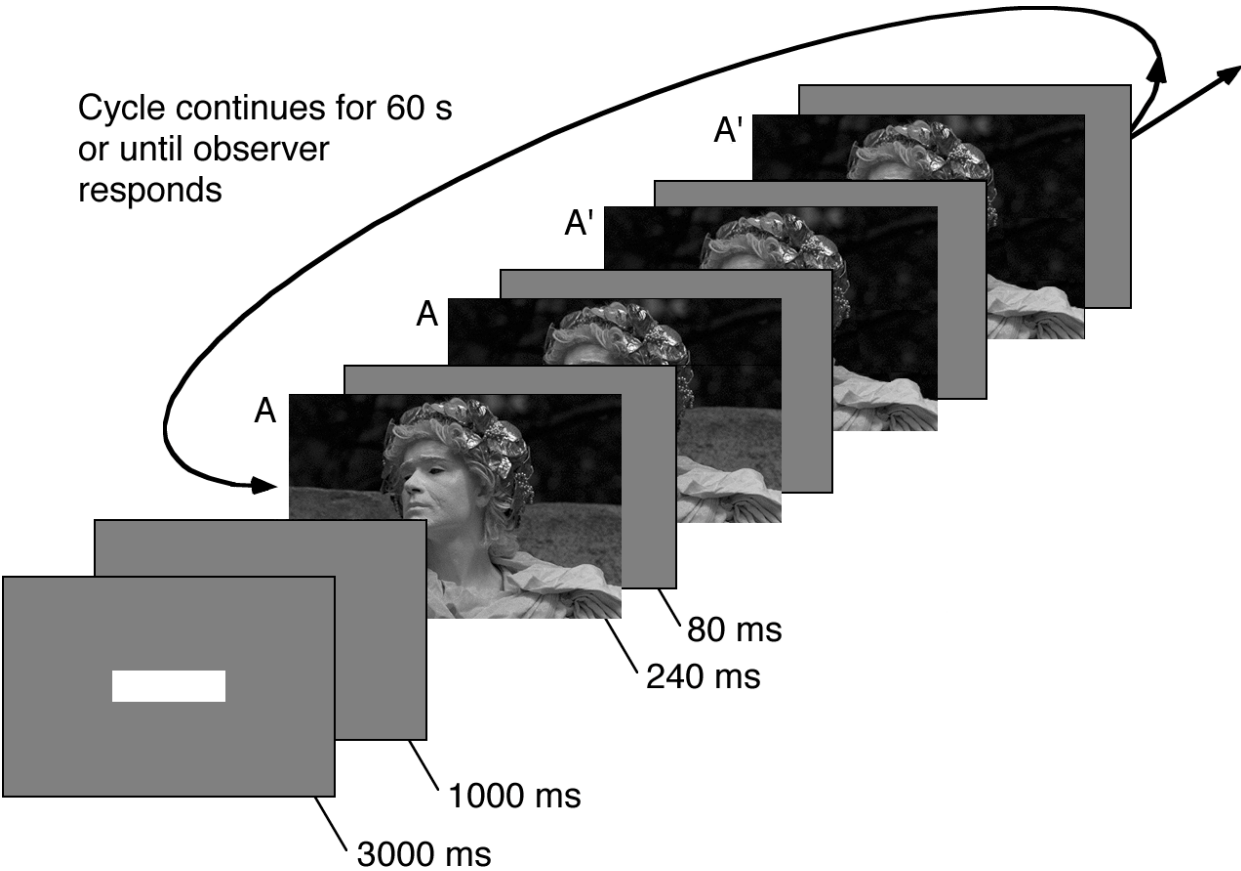 Cycle continues for 60 s
or until observer
responds
A'
A'
A
A
80 ms
240 ms
1000 ms
3000 ms